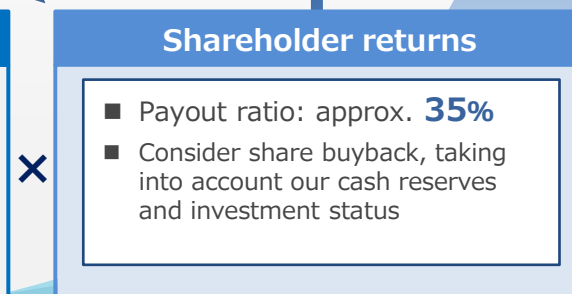 Shareholder returns
■ Payout ratio: approx. 35%
■ Consider share buyback, taking
into account our cash reserves
and investment status
×